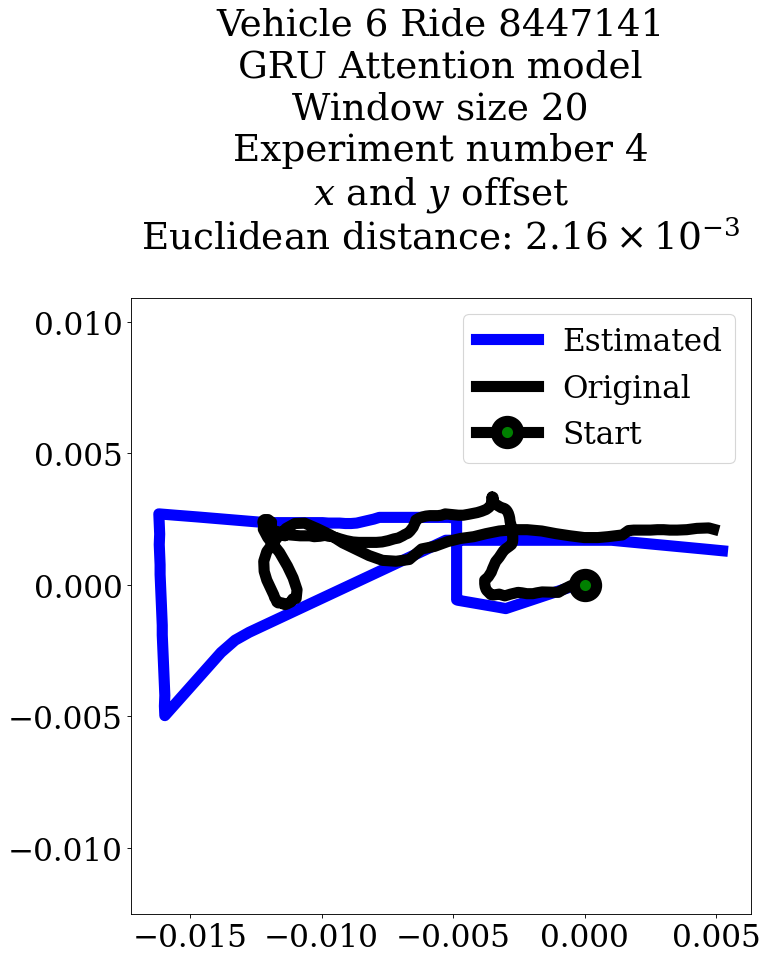 Vehicle 6 Ride 8447141
GRU Attention model
Window size 20
Experiment number 4
x and y offset
Euclidean distance: 2.16 × 10⁻³
Estimated
Original
Start
0.010
0.005
0.000
−0.005
−0.010
−0.015 −0.010 −0.005 0.000 0.005